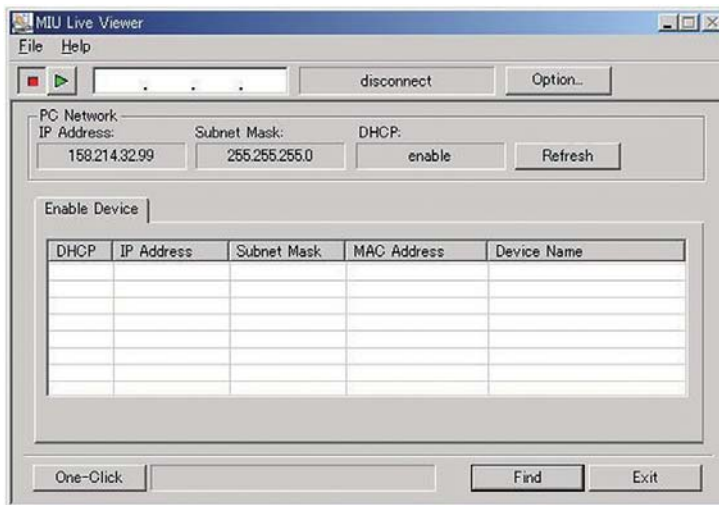 MIU Live Viewer
File Help
. . . disconnect Option...
PC Network
IP Address: Subnet Mask: DHCP:
158.214.32.99 255.255.255.0 enable Refresh
Enable Device
DHCP IP Address Subnet Mask MAC Address Device Name
One-Click Find Exit